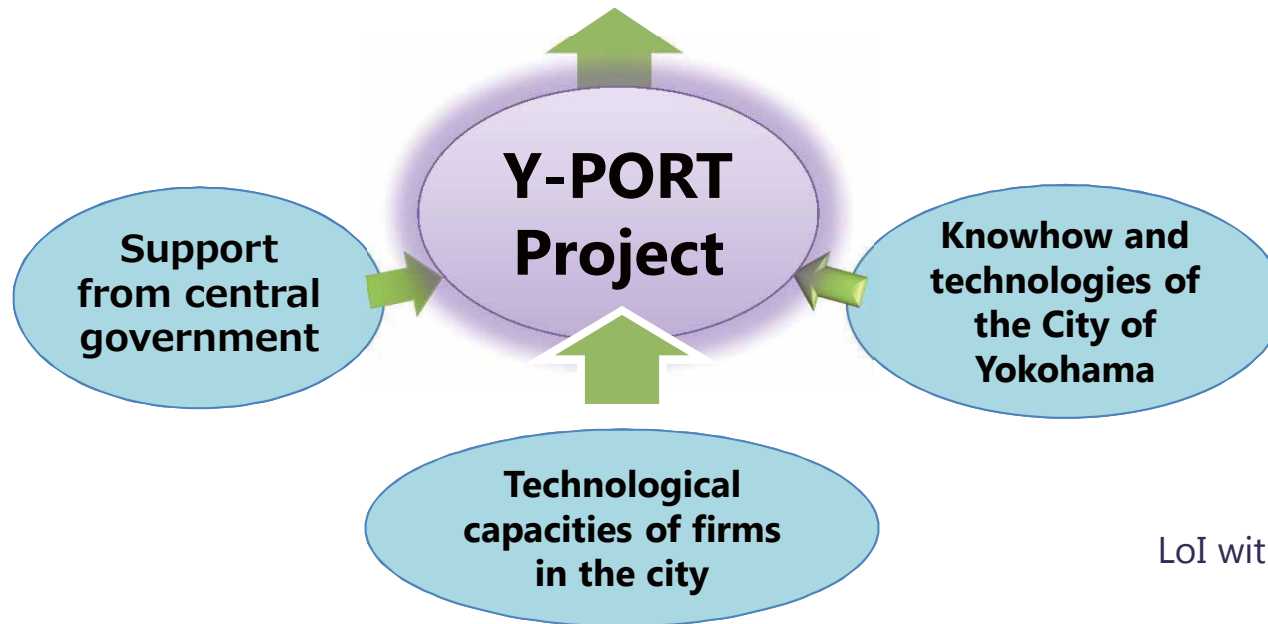 Y-PORT
Project
Support
from central
government
Knowhow and
technologies of
the City of
Yokohama
Technological
capacities of firms
in the city
LoI wit